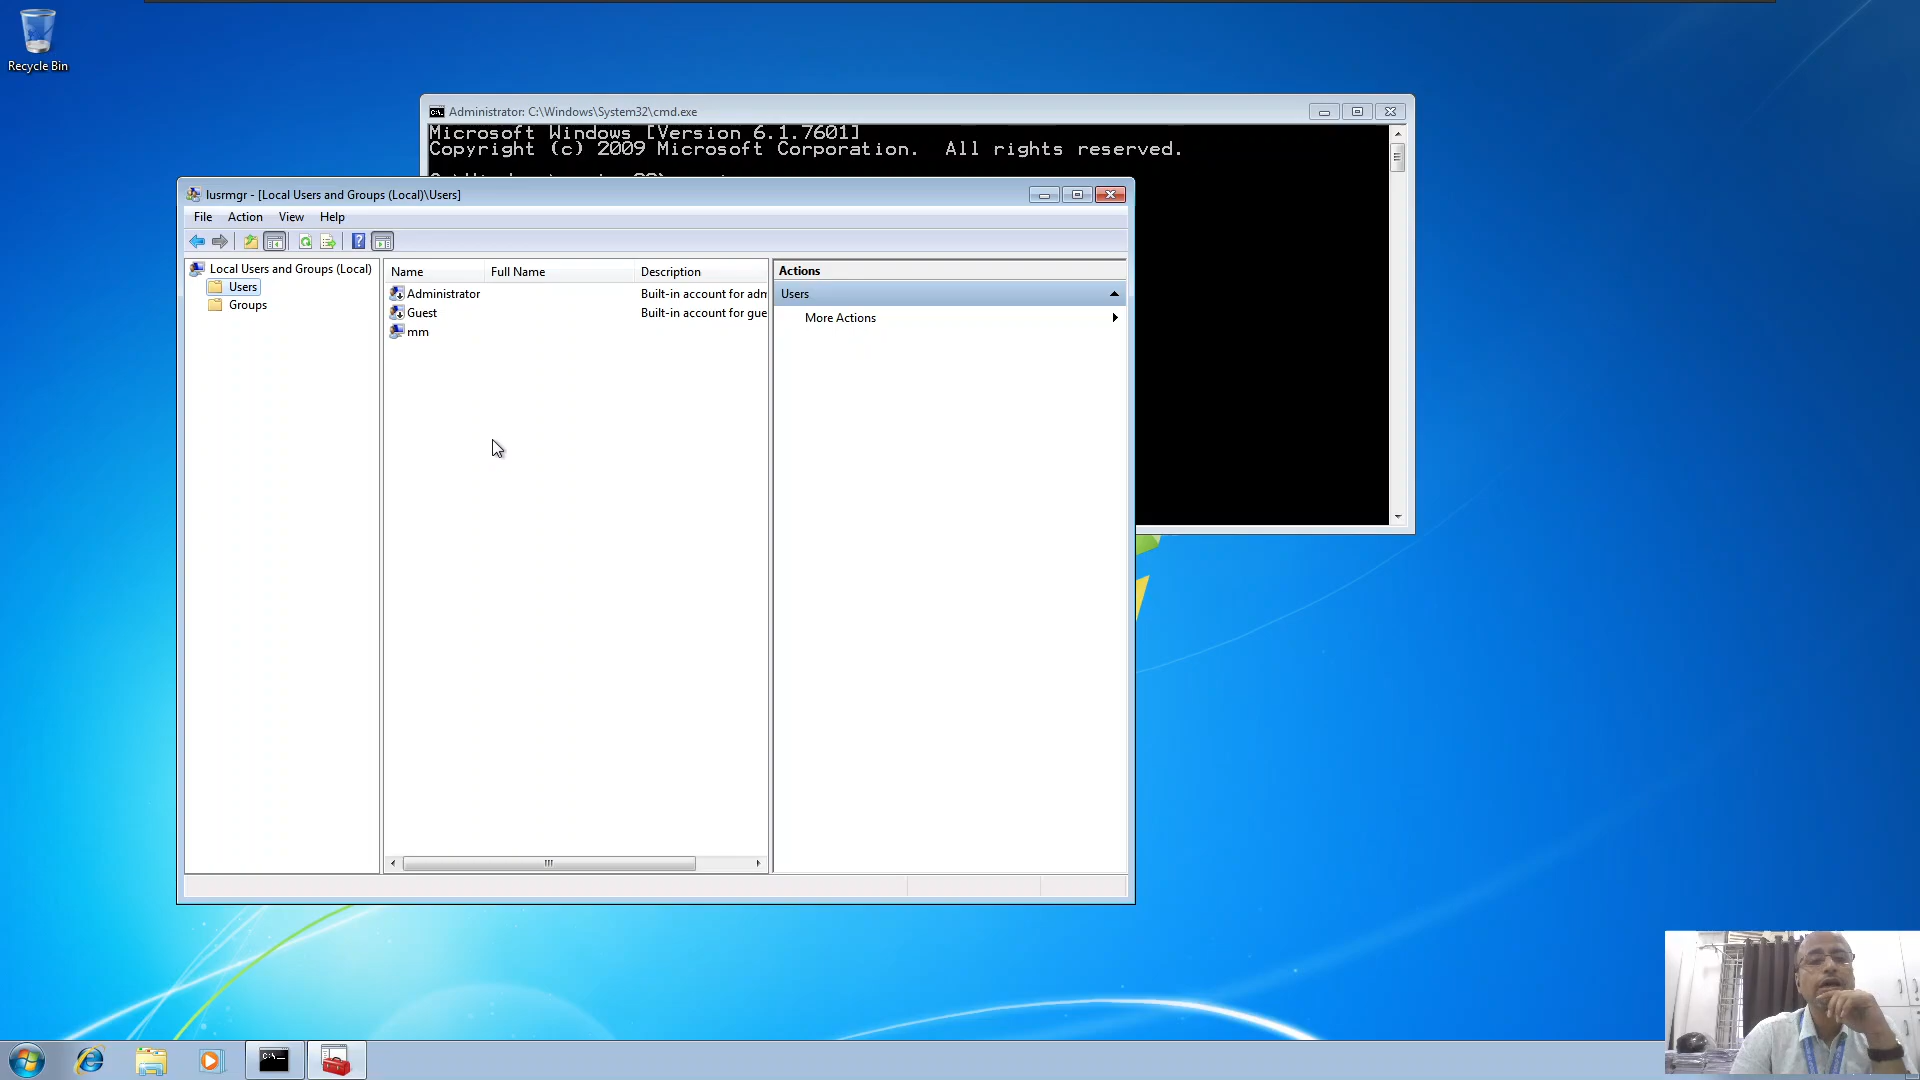 Recycle Bin
Administrator: C:\Windows\System32\cmd.exe
Microsoft Windows [Version 6.1.7601]
Copyright (c) 2009 Microsoft Corporation.  All rights reserved.
lusrmgr - [Local Users and Groups (Local)\Users]
File Action View Help
Local Users and Groups (Local)
Users
Groups
Name Full Name Description
Administrator Built-in account for adm
Guest Built-in account for gue
mm
Actions
Users
More Actions